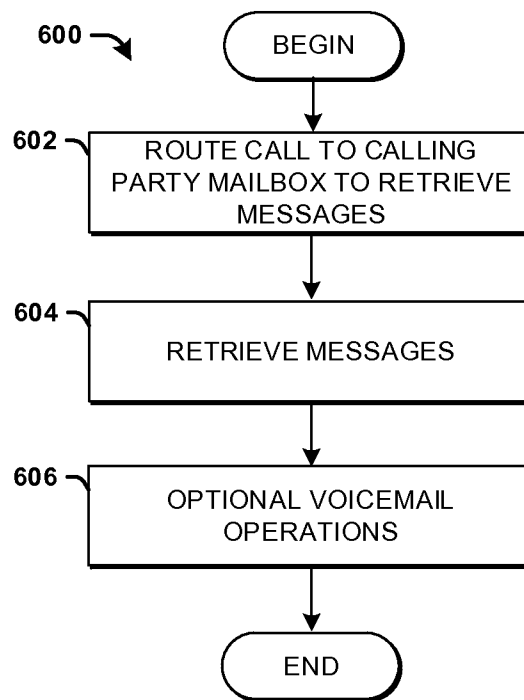 600
BEGIN
602
ROUTE CALL TO CALLING
PARTY MAILBOX TO RETRIEVE
MESSAGES
604
RETRIEVE MESSAGES
606
OPTIONAL VOICEMAIL
OPERATIONS
END